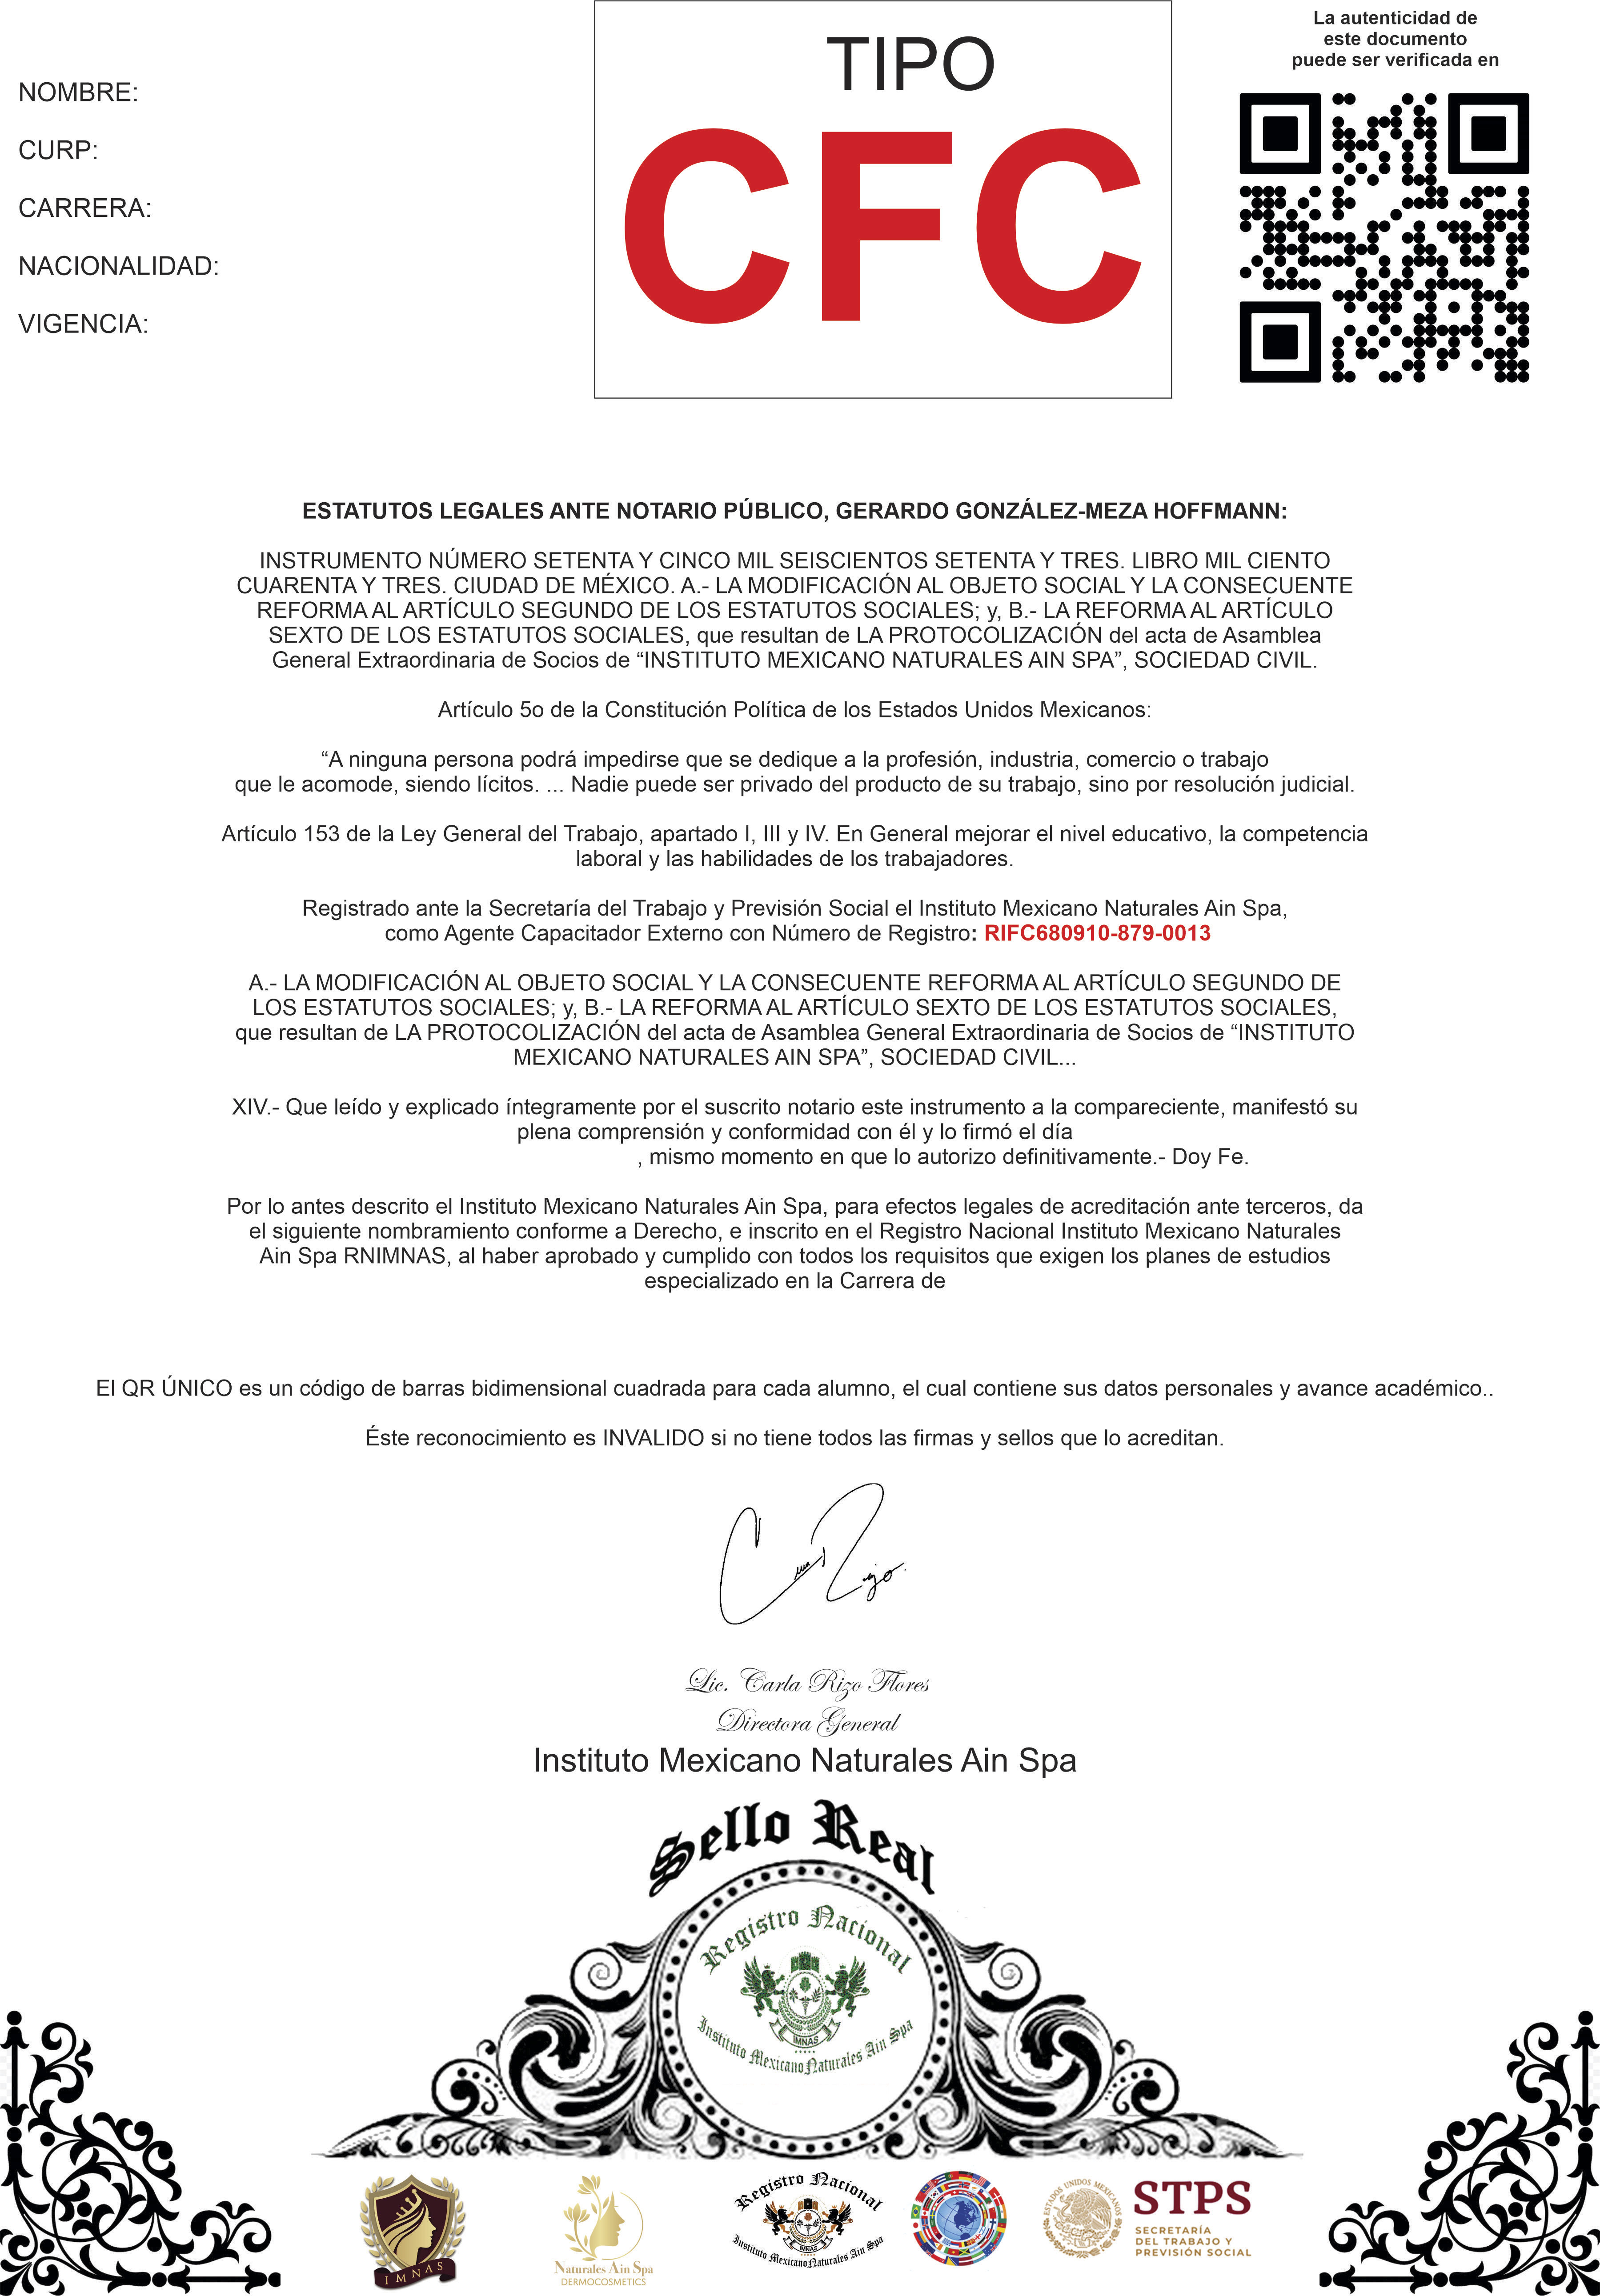 La autenticidad de
este documento
puede ser verificada en
NOMBRE:
CURP:
CARRERA:
NACIONALIDAD:
VIGENCIA:
TIPO
CFC
ESTATUTOS LEGALES ANTE NOTARIO PÚBLICO, GERARDO GONZÁLEZ-MEZA HOFFMANN:
INSTRUMENTO NÚMERO SETENTA Y CINCO MIL SEISCIENTOS SETENTA Y TRES. LIBRO MIL CIENTO
CUARENTA Y TRES. CIUDAD DE MÉXICO. A.- LA MODIFICACIÓN AL OBJETO SOCIAL Y LA CONSECUENTE
REFORMA AL ARTÍCULO SEGUNDO DE LOS ESTATUTOS SOCIALES; y, B.- LA REFORMA AL ARTÍCULO
SEXTO DE LOS ESTATUTOS SOCIALES, que resultan de LA PROTOCOLIZACIÓN del acta de Asamblea
General Extraordinaria de Socios de “INSTITUTO MEXICANO NATURALES AIN SPA”, SOCIEDAD CIVIL.
Artículo 5o de la Constitución Política de los Estados Unidos Mexicanos:
“A ninguna persona podrá impedirse que se dedique a la profesión, industria, comercio o trabajo
que le acomode, siendo lícitos. ... Nadie puede ser privado del producto de su trabajo, sino por resolución judicial.
Artículo 153 de la Ley General del Trabajo, apartado I, III y IV. En General mejorar el nivel educativo, la competencia
laboral y las habilidades de los trabajadores.
Registrado ante la Secretaría del Trabajo y Previsión Social el Instituto Mexicano Naturales Ain Spa,
como Agente Capacitador Externo con Número de Registro: RIFC680910-879-0013
A.- LA MODIFICACIÓN AL OBJETO SOCIAL Y LA CONSECUENTE REFORMA AL ARTÍCULO SEGUNDO DE
LOS ESTATUTOS SOCIALES; y, B.- LA REFORMA AL ARTÍCULO SEXTO DE LOS ESTATUTOS SOCIALES,
que resultan de LA PROTOCOLIZACIÓN del acta de Asamblea General Extraordinaria de Socios de “INSTITUTO
MEXICANO NATURALES AIN SPA”, SOCIEDAD CIVIL...
XIV.- Que leído y explicado íntegramente por el suscrito notario este instrumento a la compareciente, manifestó su
plena comprensión y conformidad con él y lo firmó el día
, mismo momento en que lo autorizo definitivamente.- Doy Fe.
Por lo antes descrito el Instituto Mexicano Naturales Ain Spa, para efectos legales de acreditación ante terceros, da
el siguiente nombramiento conforme a Derecho, e inscrito en el Registro Nacional Instituto Mexicano Naturales
Ain Spa RNIMNAS, al haber aprobado y cumplido con todos los requisitos que exigen los planes de estudios
especializado en la Carrera de
El QR ÚNICO es un código de barras bidimensional cuadrada para cada alumno, el cual contiene sus datos personales y avance académico..
Éste reconocimiento es INVALIDO si no tiene todos las firmas y sellos que lo acreditan.
Lic. Carla Rizo Flores
Directora General
Instituto Mexicano Naturales Ain Spa
Sello Real
Registro Nacional
IMNAS
Instituto Mexicano Naturales Ain Spa
IMNAS
Naturales Ain Spa
DERMOCOSMETICS
Registro Nacional
IMNAS
Instituto Mexicano Naturales Ain Spa
ESTADOS UNIDOS MEXICANOS
STPS
SECRETARÍA
DEL TRABAJO Y
PREVISIÓN SOCIAL